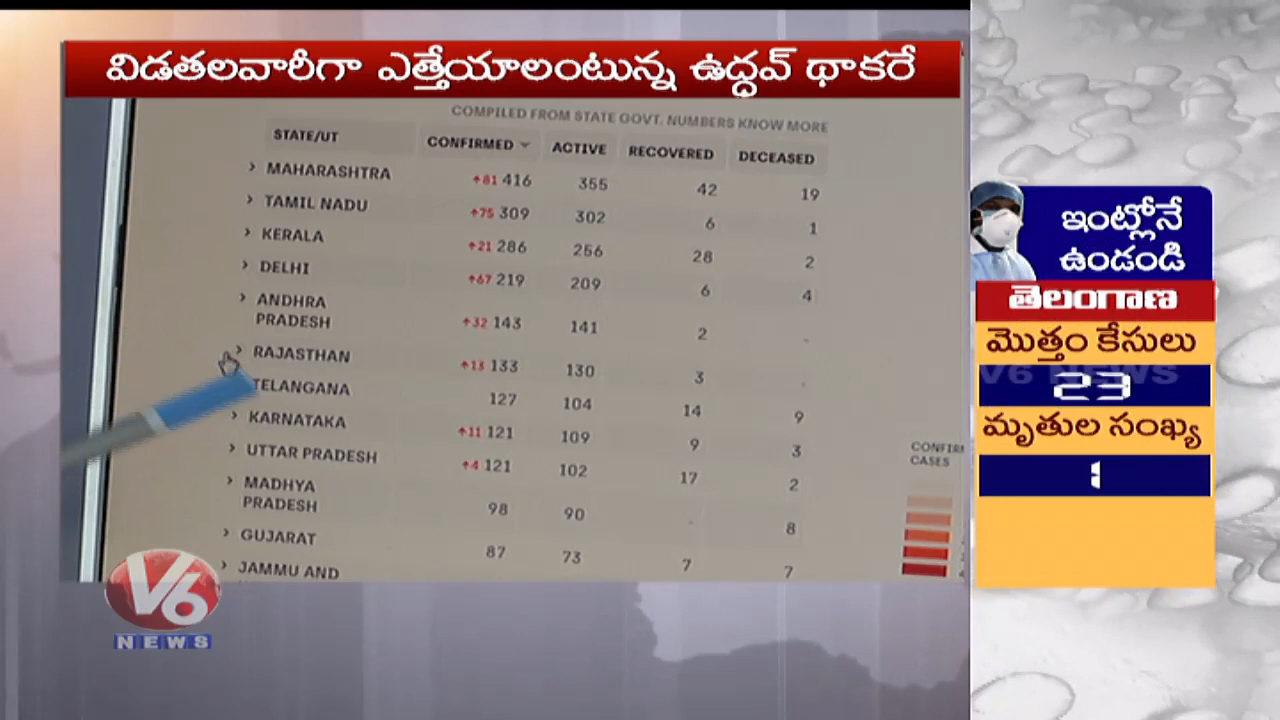 విడతలవారీగా ఎత్తేయాలంటున్న ఉద్ధవ్ థాకరే
COMPILED FROM STATE GOVT. NUMBERS KNOW MORE
STATE/UT CONFIRMED ACTIVE RECOVERED DECEASED
MAHARASHTRA ↑81 416 355 42 19
TAMIL NADU ↑75 309 302 6 1
KERALA ↑21 286 256 28 2
DELHI ↑67 219 209 6 4
ANDHRA
PRADESH ↑32 143 141 2 -
RAJASTHAN ↑13 133 130 3
TELANGANA 127 104 14 9
KARNATAKA ↑11 121 109 9 3
UTTAR PRADESH ↑4 121 102 17 2
MADHYA
PRADESH 98 90 - 8
GUJARAT 87 73 7 7
JAMMU AND
CASES
V6
NEWS
ఇంట్లోనే
ఉండండి
తెలంగాణ
మొత్తం కేసులు
V6 NEWS
23
మృతుల సంఖ్య
1